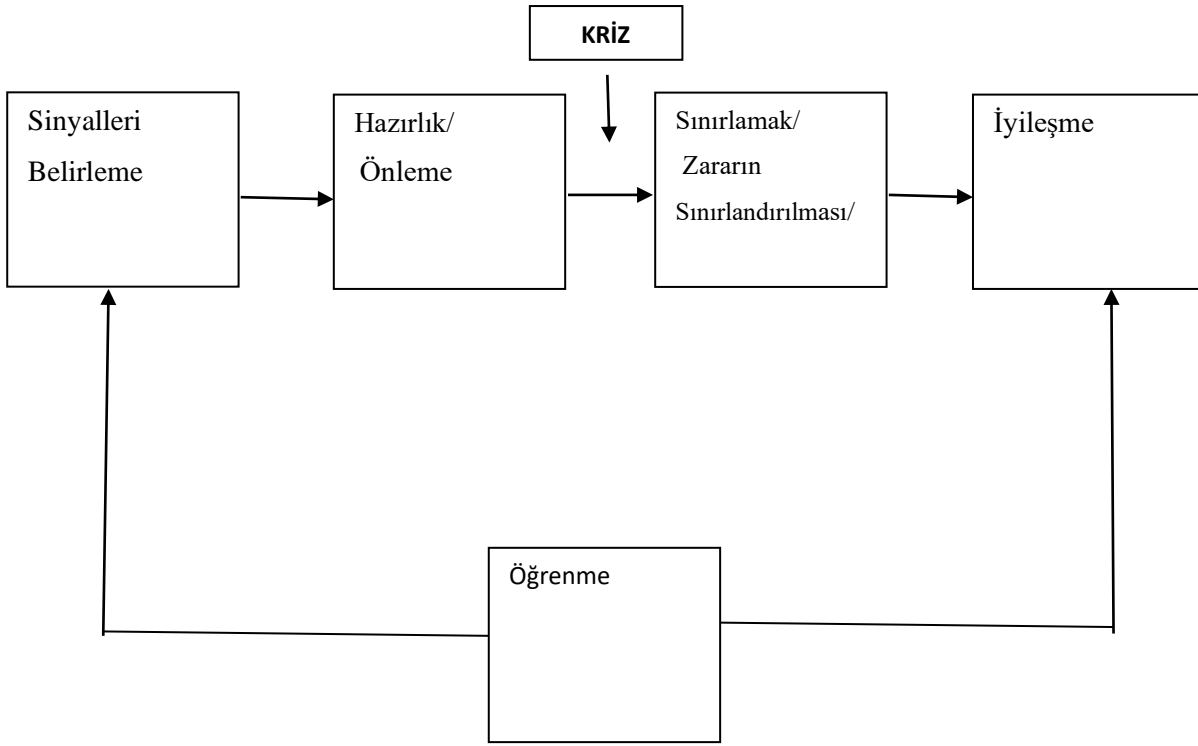 KRİZ
Sinyalleri
Belirleme
Hazırlık/
Önleme
Sınırlamak/
Zararın
Sınırlandırılması/
İyileşme
Öğrenme